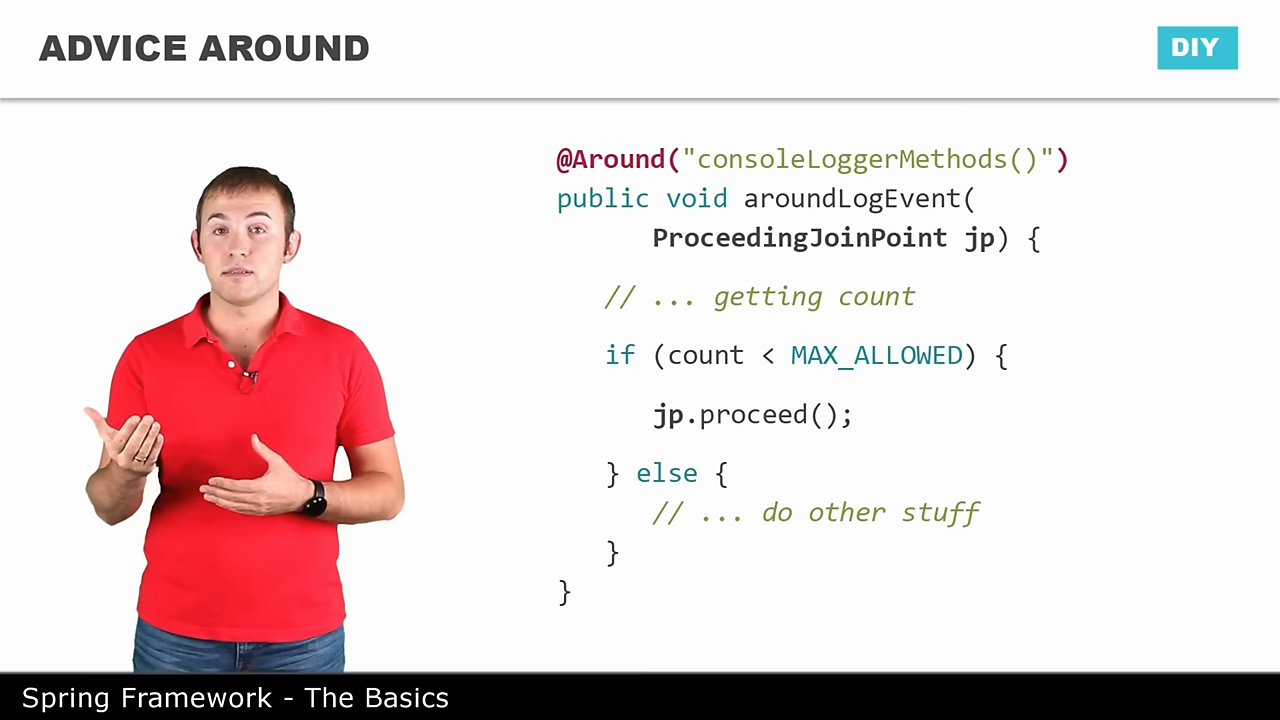 ADVICE AROUND
DIY
@Around("consoleLoggerMethods()")
public void aroundLogEvent(
ProceedingJoinPoint jp) {
// ... getting count
if (count < MAX_ALLOWED) {
jp.proceed();
} else {
// ... do other stuff
}
}
Spring Framework - The Basics